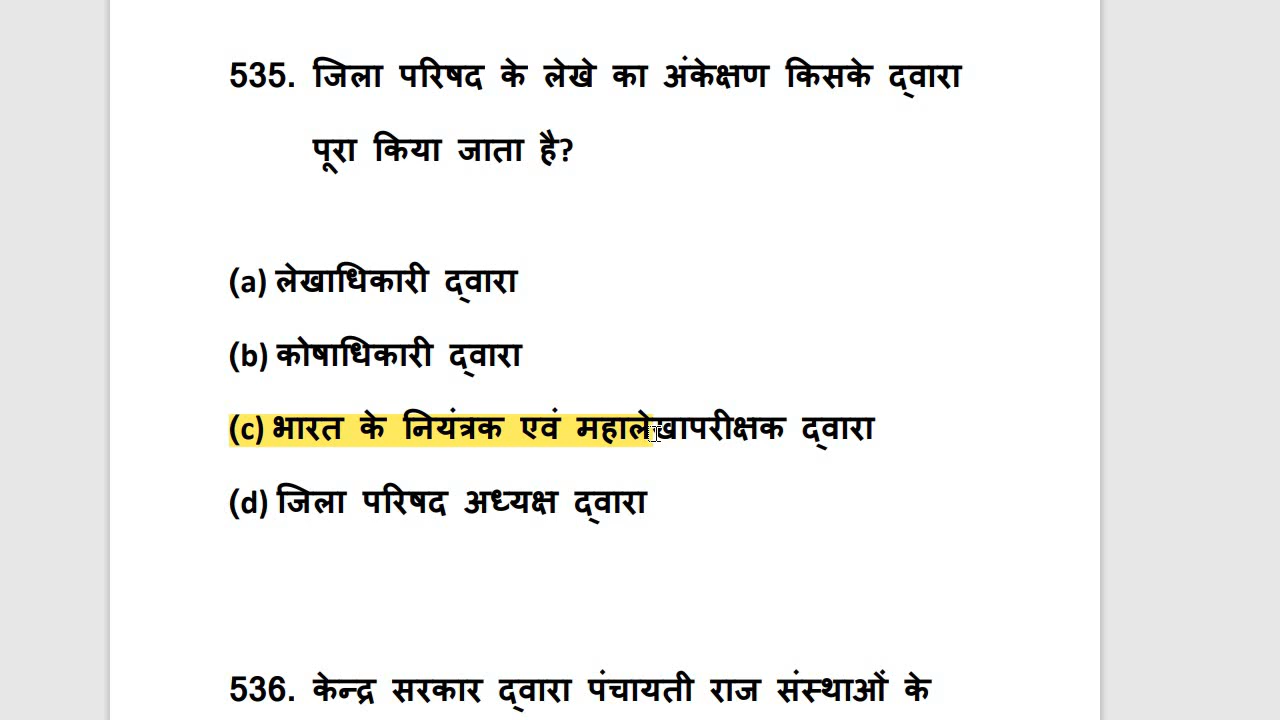 535. जिला परिषद के लेखे का अंकेक्षण किसके द्वारा
पूरा किया जाता है?
(a) लेखाधिकारी द्वारा
(b) कोषाधिकारी द्वारा
(c) भारत के नियंत्रक एवं महालेखापरीक्षक द्वारा
(d) जिला परिषद अध्यक्ष द्वारा
536. केन्द्र सरकार द्वारा पंचायती राज संस्थाओं के